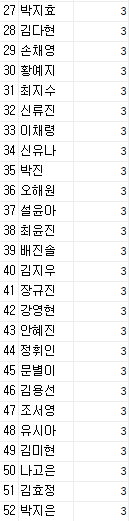 27 박지효 3
28 김다현 3
29 손채영 3
30 황예지 3
31 최지수 3
32 신류진 3
33 이채령 3
34 신유나 3
35 박진 3
36 오해원 3
37 설윤아 3
38 최윤진 3
39 배진솔 3
40 김지우 3
41 장규진 3
42 강영현 3
43 안혜진 3
44 정휘인 3
45 문별이 3
46 김용선 3
47 조서영 3
48 유시아 3
49 김미현 3
50 나고은 3
51 김효정 3
52 박지은 3